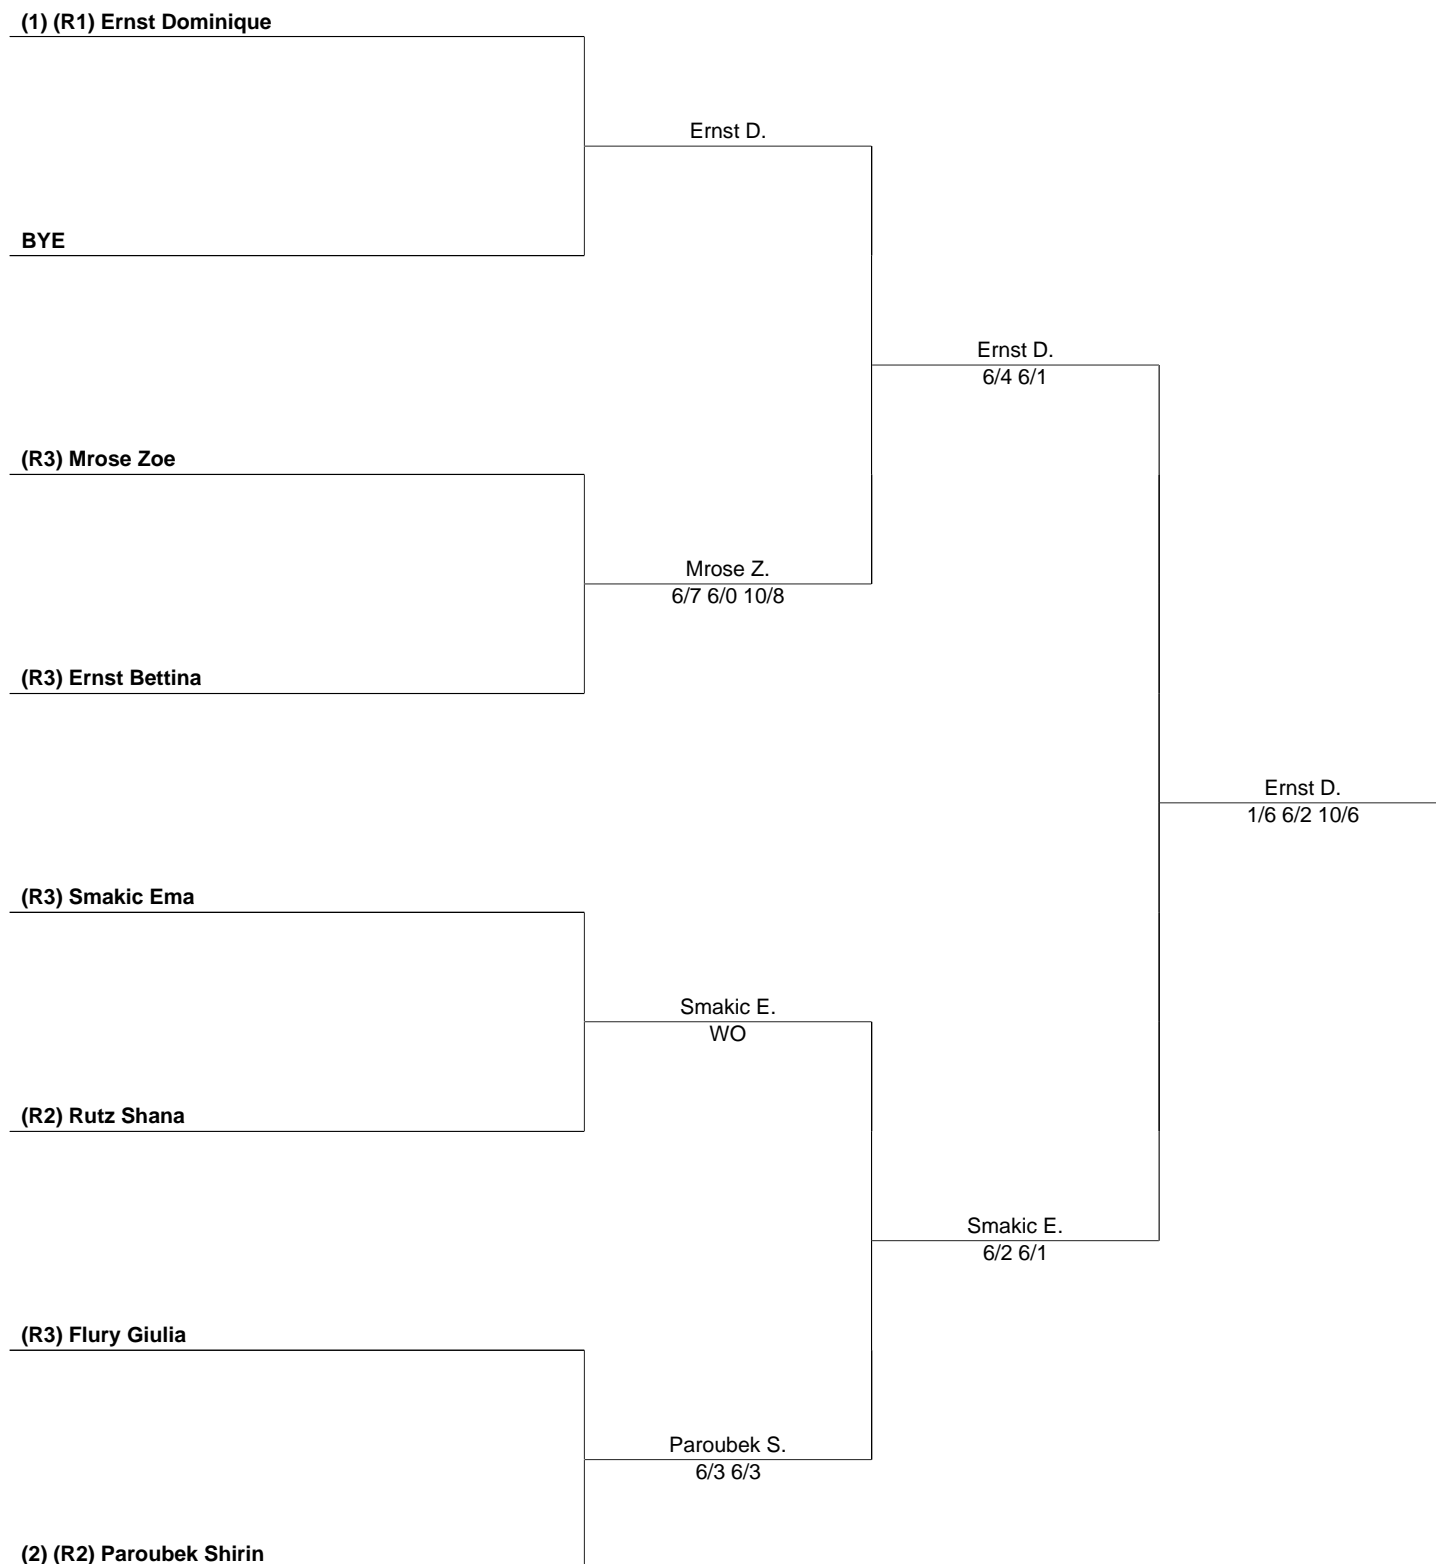 (1) (R1) Ernst Dominique
Ernst D.
BYE
Ernst D.
6/4 6/1
(R3) Mrose Zoe
Mrose Z.
6/7 6/0 10/8
(R3) Ernst Bettina
Ernst D.
1/6 6/2 10/6
(R3) Smakic Ema
Smakic E.
WO
(R2) Rutz Shana
Smakic E.
6/2 6/1
(R3) Flury Giulia
Paroubek S.
6/3 6/3
(2) (R2) Paroubek Shirin